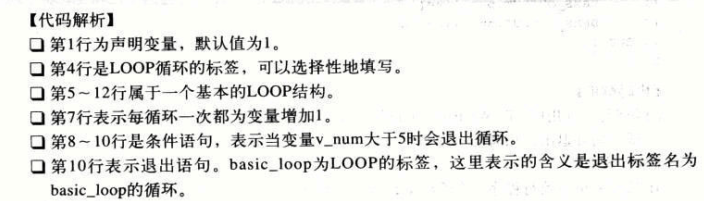 【代码解析】
❑ 第1行为声明变量，默认值为1。
❑ 第4行是LOOP循环的标签，可以选择性地填写。
❑ 第5～12行属于一个基本的LOOP结构。
❑ 第7行表示每循环一次都为变量增加1。
❑ 第8～10行是条件语句，表示当变量v_num大于5时会退出循环。
❑ 第10行表示退出语句。basic_loop为LOOP的标签，这里表示的含义是退出标签名为
basic_loop的循环。